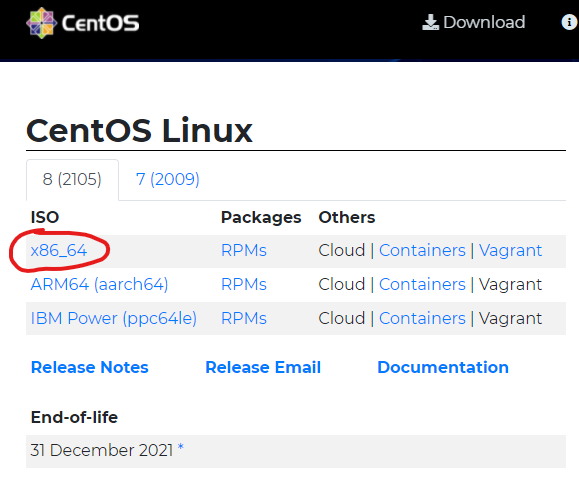 CentOS Download
CentOS Linux
8 (2105) 7 (2009)
ISO Packages Others
x86_64 RPMs Cloud | Containers | Vagrant
ARM64 (aarch64) RPMs Cloud | Containers | Vagrant
IBM Power (ppc64le) RPMs Cloud | Containers | Vagrant
Release Notes Release Email Documentation
End-of-life
31 December 2021 *